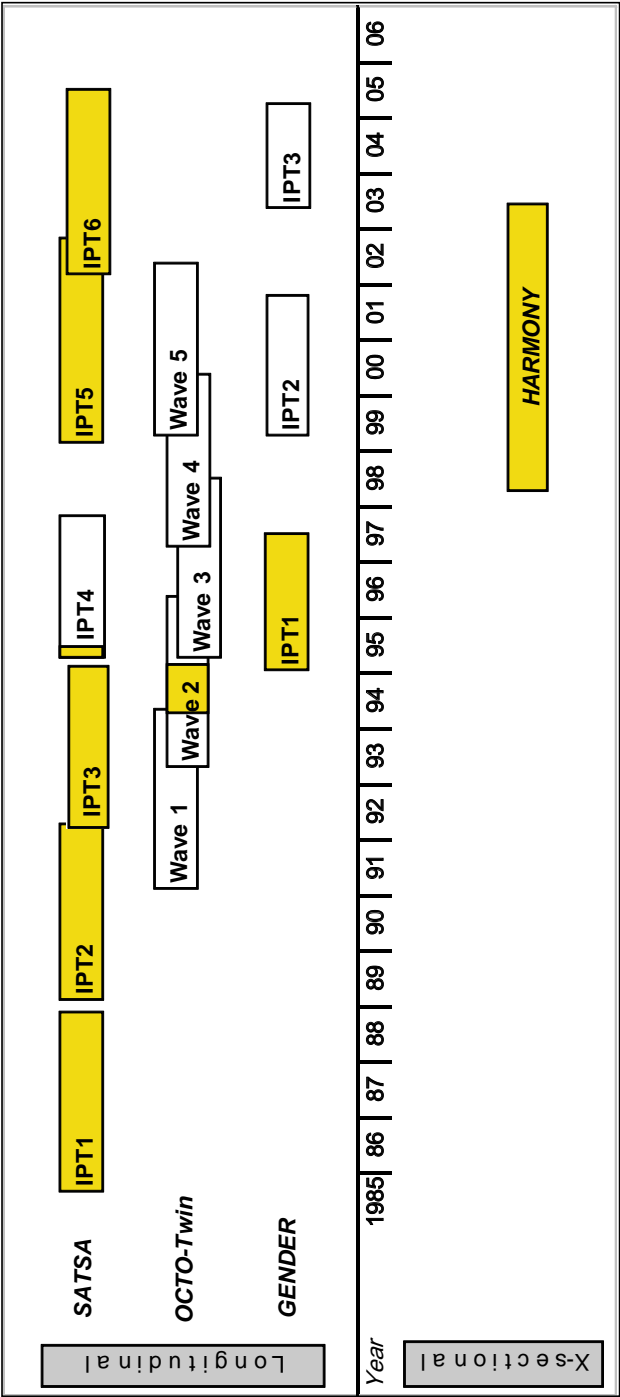 Longitudinal
SATSA
IPT1
IPT2
IPT3
IPT4
IPT5
IPT6
OCTO-Twin
Wave 1
Wave 2
Wave 3
Wave 4
Wave 5
GENDER
IPT1
IPT2
IPT3
Year 1985 86 87 88 89 90 91 92 93 94 95 96 97 98 99 00 01 02 03 04 05 06
X-sectional
HARMONY